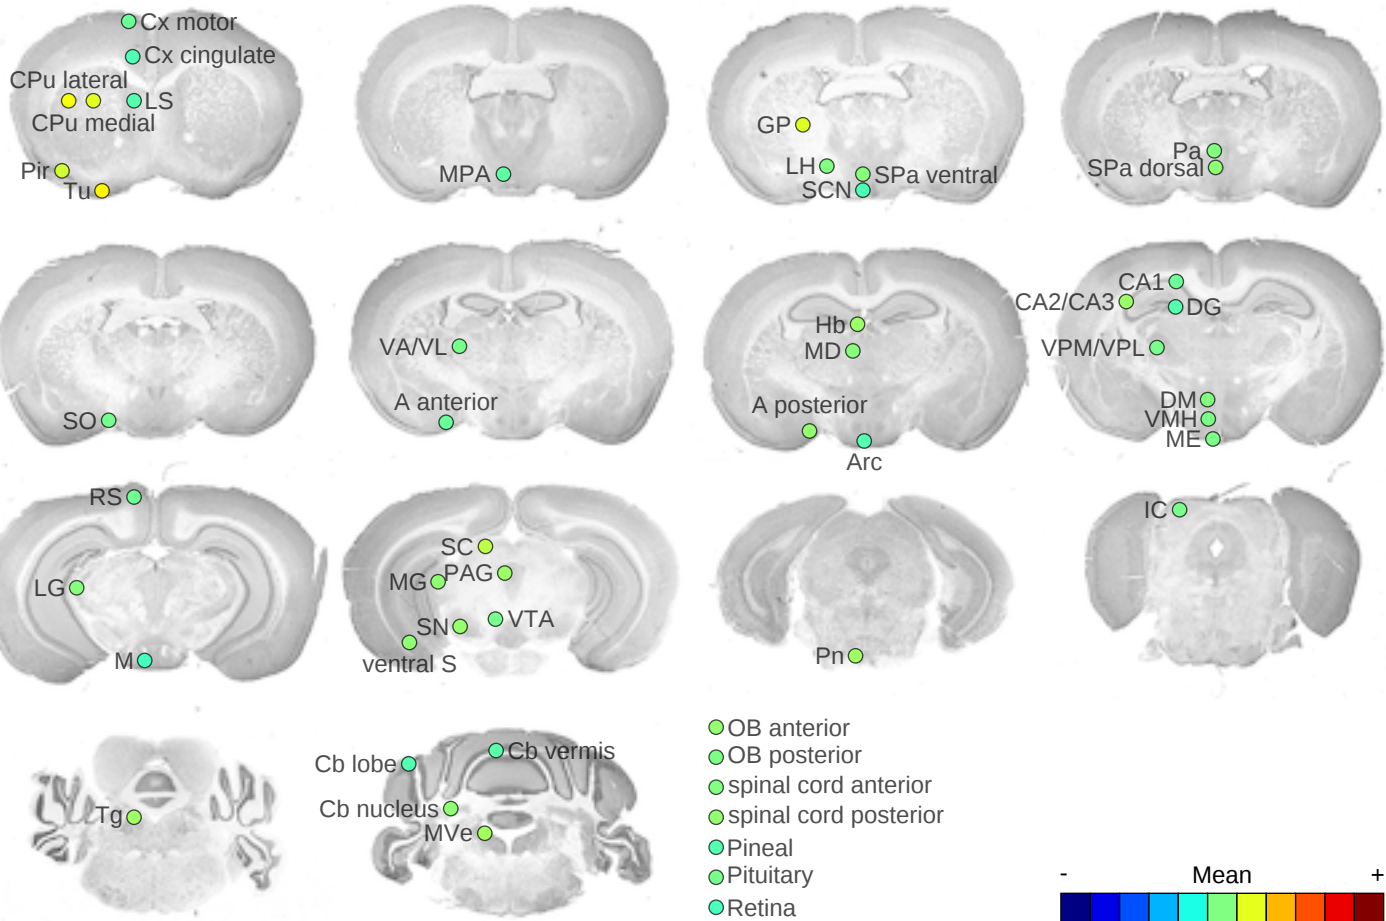 Cx motor
Cx cingulate
CPu lateral
LS
CPu medial
Pir
Tu
MPA
GP
LH
SPa ventral
SCN
Pa
SPa dorsal
SO
VA/VL
A anterior
Hb
MD
A posterior
Arc
CA1
CA2/CA3
DG
VPM/VPL
DM
VMH
ME
RS
LG
M
SC
PAG
MG
SN
VTA
ventral S
Pn
IC
Tg
Cb vermis
Cb lobe
Cb nucleus
MVe
OB anterior
OB posterior
spinal cord anterior
spinal cord posterior
Pineal
Pituitary
Retina
- Mean +